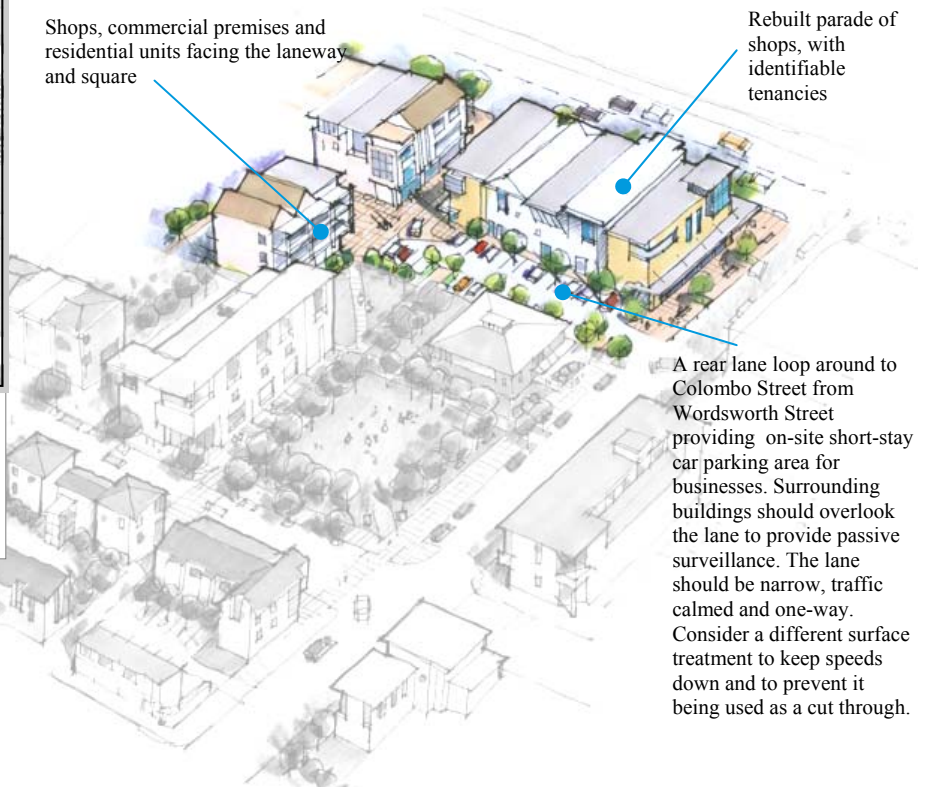 Shops, commercial premises and
residential units facing the laneway
and square
Rebuilt parade of
shops, with
identifiable
tenancies
A rear lane loop around to
Colombo Street from
Wordsworth Street
providing on-site short-stay
car parking area for
businesses. Surrounding
buildings should overlook
the lane to provide passive
surveillance. The lane
should be narrow, traffic
calmed and one-way.
Consider a different surface
treatment to keep speeds
down and to prevent it
being used as a cut through.